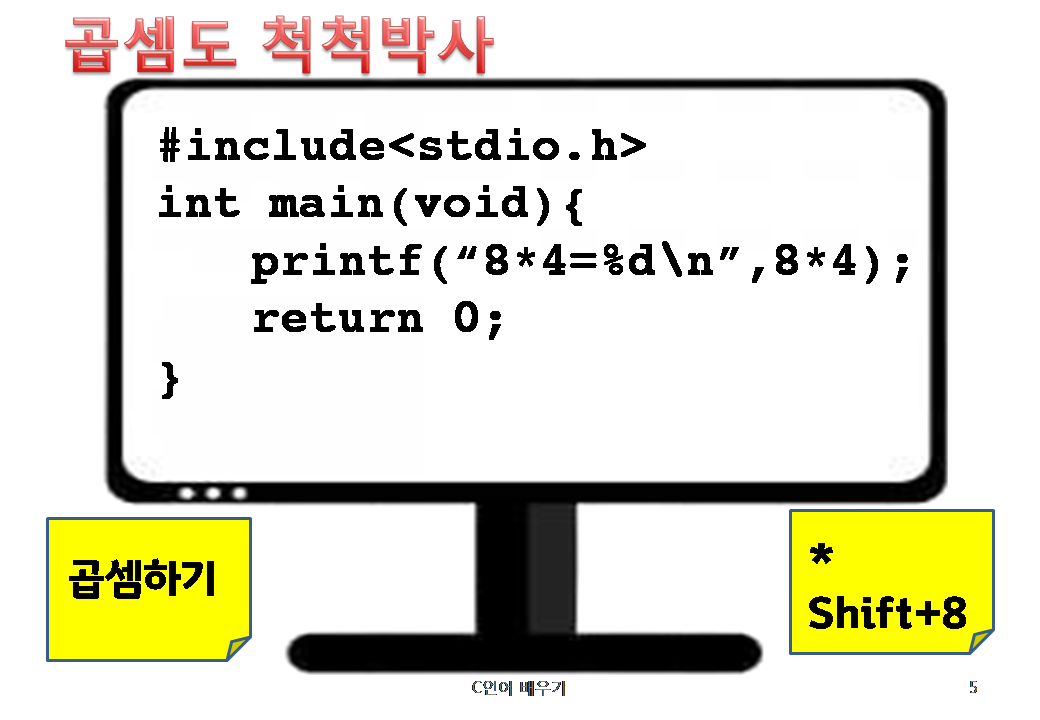 곱셈도 척척박사
#include<stdio.h>
int main(void){
printf(“8*4=%d\n”,8*4);
return 0;
}
곱셈하기
*
Shift+8
C언어 배우기
5